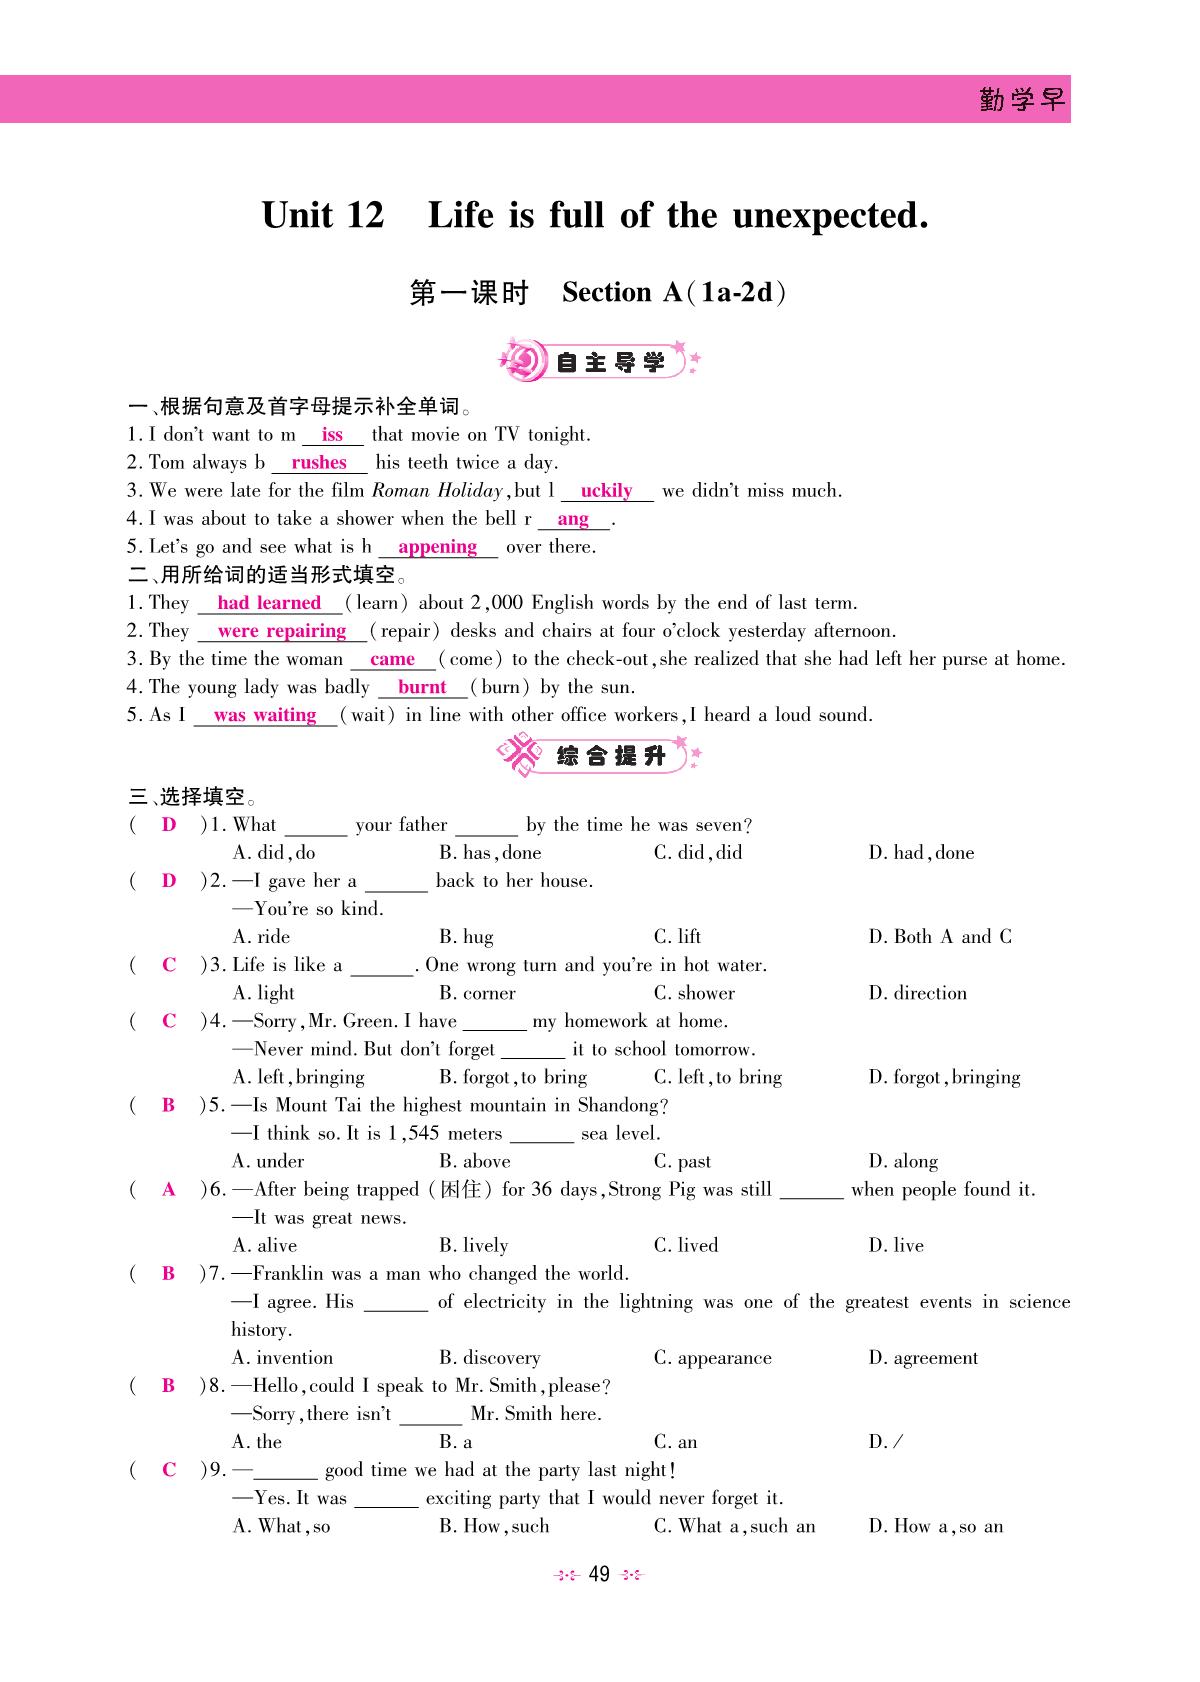 勤学早
Unit 12 Life is full of the unexpected.
第一课时 Section A(1a-2d)
自主导学
一、根据句意及首字母提示补全单词。
1. I don't want to m iss that movie on TV tonight.
2. Tom always b rushes his teeth twice a day.
3. We were late for the film Roman Holiday,but l uckily we didn't miss much.
4. I was about to take a shower when the bell r ang .
5. Let's go and see what is h appening over there.
二、用所给词的适当形式填空。
1. They had learned (learn) about 2,000 English words by the end of last term.
2. They were repairing (repair) desks and chairs at four o'clock yesterday afternoon.
3. By the time the woman came (come) to the check-out,she realized that she had left her purse at home.
4. The young lady was badly burnt (burn) by the sun.
5. As I was waiting (wait) in line with other office workers,I heard a loud sound.
综合提升
三、选择填空。
( D )1. What ______ your father ______ by the time he was seven?
A. did,do B. has,done C. did,did D. had,done
( D )2. —I gave her a ______ back to her house.
—You're so kind.
A. ride B. hug C. lift D. Both A and C
( C )3. Life is like a ______. One wrong turn and you're in hot water.
A. light B. corner C. shower D. direction
( C )4. —Sorry,Mr. Green. I have ______ my homework at home.
—Never mind. But don't forget ______ it to school tomorrow.
A. left,bringing B. forgot,to bring C. left,to bring D. forgot,bringing
( B )5. —Is Mount Tai the highest mountain in Shandong?
—I think so. It is 1,545 meters ______ sea level.
A. under B. above C. past D. along
( A )6. —After being trapped (困住) for 36 days,Strong Pig was still ______ when people found it.
—It was great news.
A. alive B. lively C. lived D. live
( B )7. —Franklin was a man who changed the world.
—I agree. His ______ of electricity in the lightning was one of the greatest events in science
history.
A. invention B. discovery C. appearance D. agreement
( B )8. —Hello,could I speak to Mr. Smith,please?
—Sorry,there isn't ______ Mr. Smith here.
A. the B. a C. an D. /
( C )9. —______ good time we had at the party last night!
—Yes. It was ______ exciting party that I would never forget it.
A. What,so B. How,such C. What a,such an D. How a,so an
49